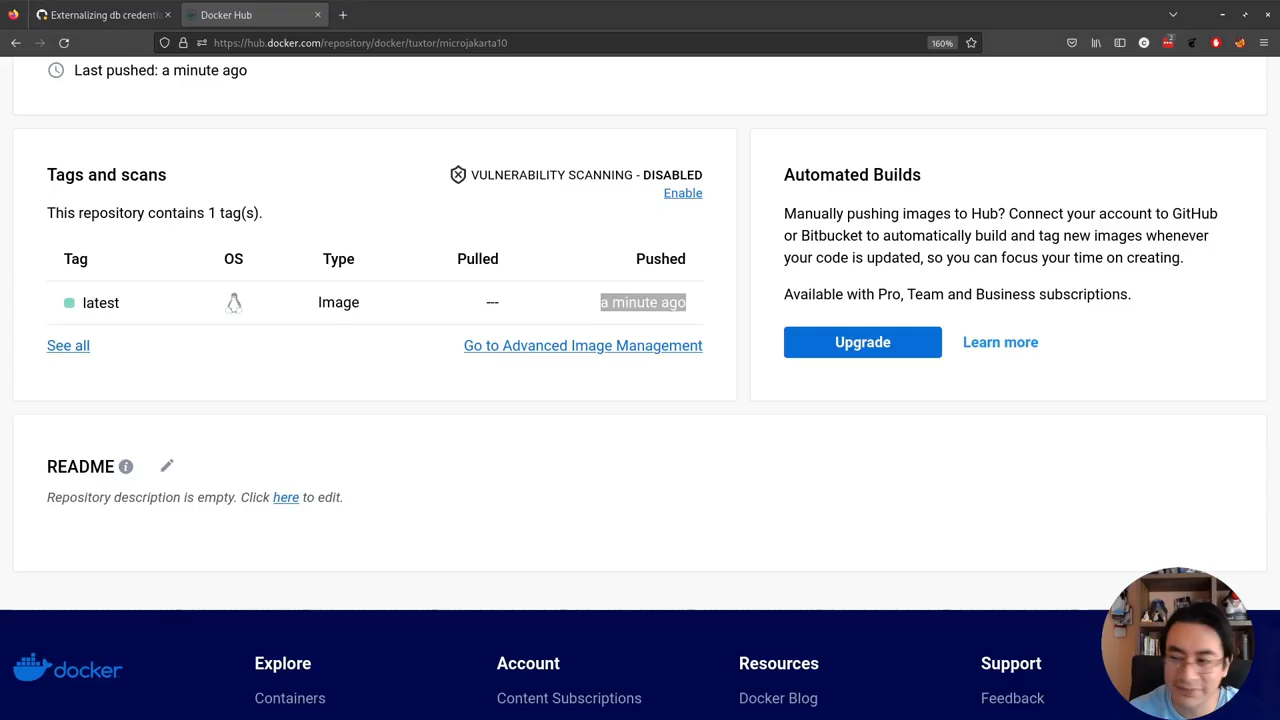 Externalizing db credentia
Docker Hub
https://hub.docker.com/repository/docker/tuxtor/microjakarta10
160%
2
Last pushed: a minute ago
Tags and scans
VULNERABILITY SCANNING - DISABLED
Enable
This repository contains 1 tag(s).
Tag OS Type Pulled Pushed
latest Image --- a minute ago
See all
Go to Advanced Image Management
Automated Builds
Manually pushing images to Hub? Connect your account to GitHub
or Bitbucket to automatically build and tag new images whenever
your code is updated, so you can focus your time on creating.
Available with Pro, Team and Business subscriptions.
Upgrade
Learn more
README
Repository description is empty. Click here to edit.
docker
Explore
Account
Resources
Support
Containers
Content Subscriptions
Docker Blog
Feedback